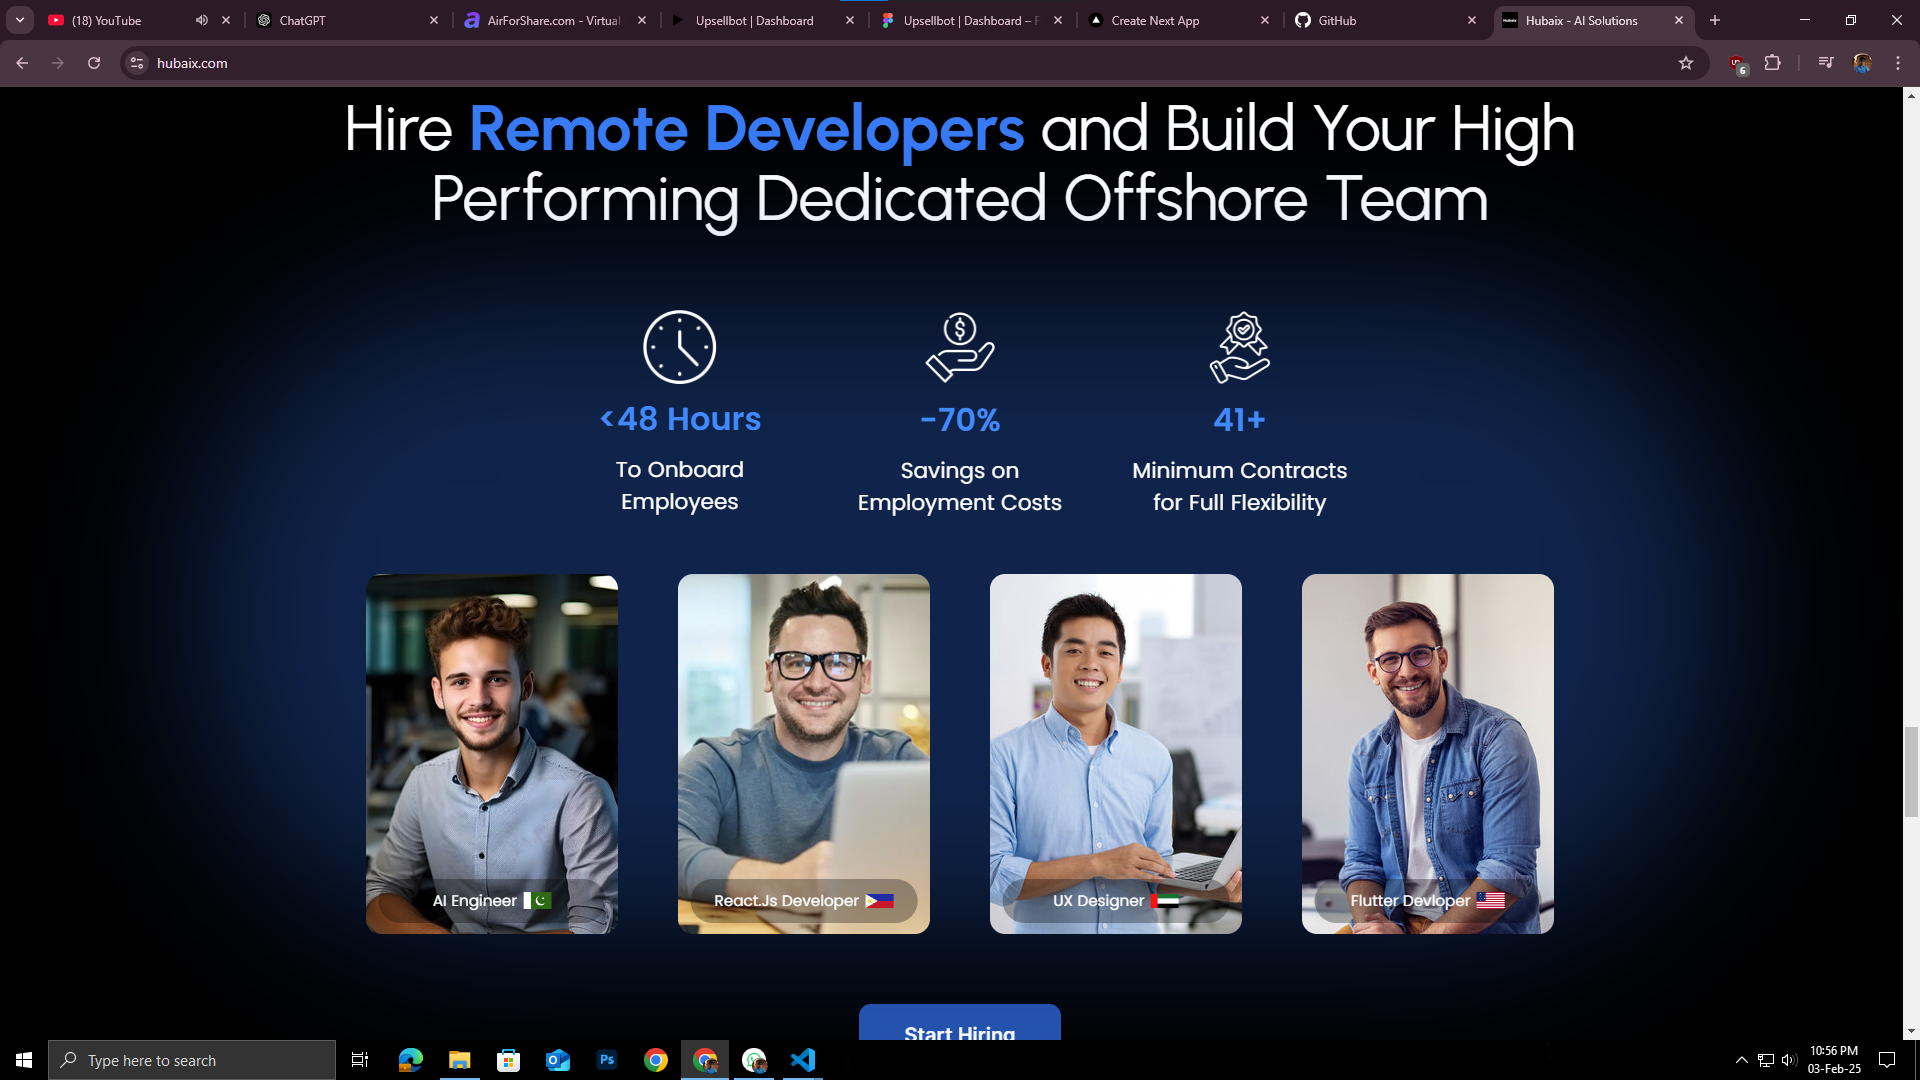 (18) YouTube
ChatGPT
AirForShare.com - Virtual
Upsellbot | Dashboard
Upsellbot | Dashboard – F
Create Next App
GitHub
Hubaix - AI Solutions
hubaix.com
6
Hire Remote Developers and Build Your High
Performing Dedicated Offshore Team
<48 Hours
To Onboard
Employees
-70%
Savings on
Employment Costs
41+
Minimum Contracts
for Full Flexibility
AI Engineer
React.Js Developer
UX Designer
Flutter Devloper
Start Hiring
Type here to search
Ps
10:56 PM
03-Feb-25